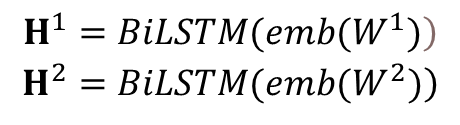 H¹ = BiLSTM(emb(W¹))
H² = BiLSTM(emb(W²))